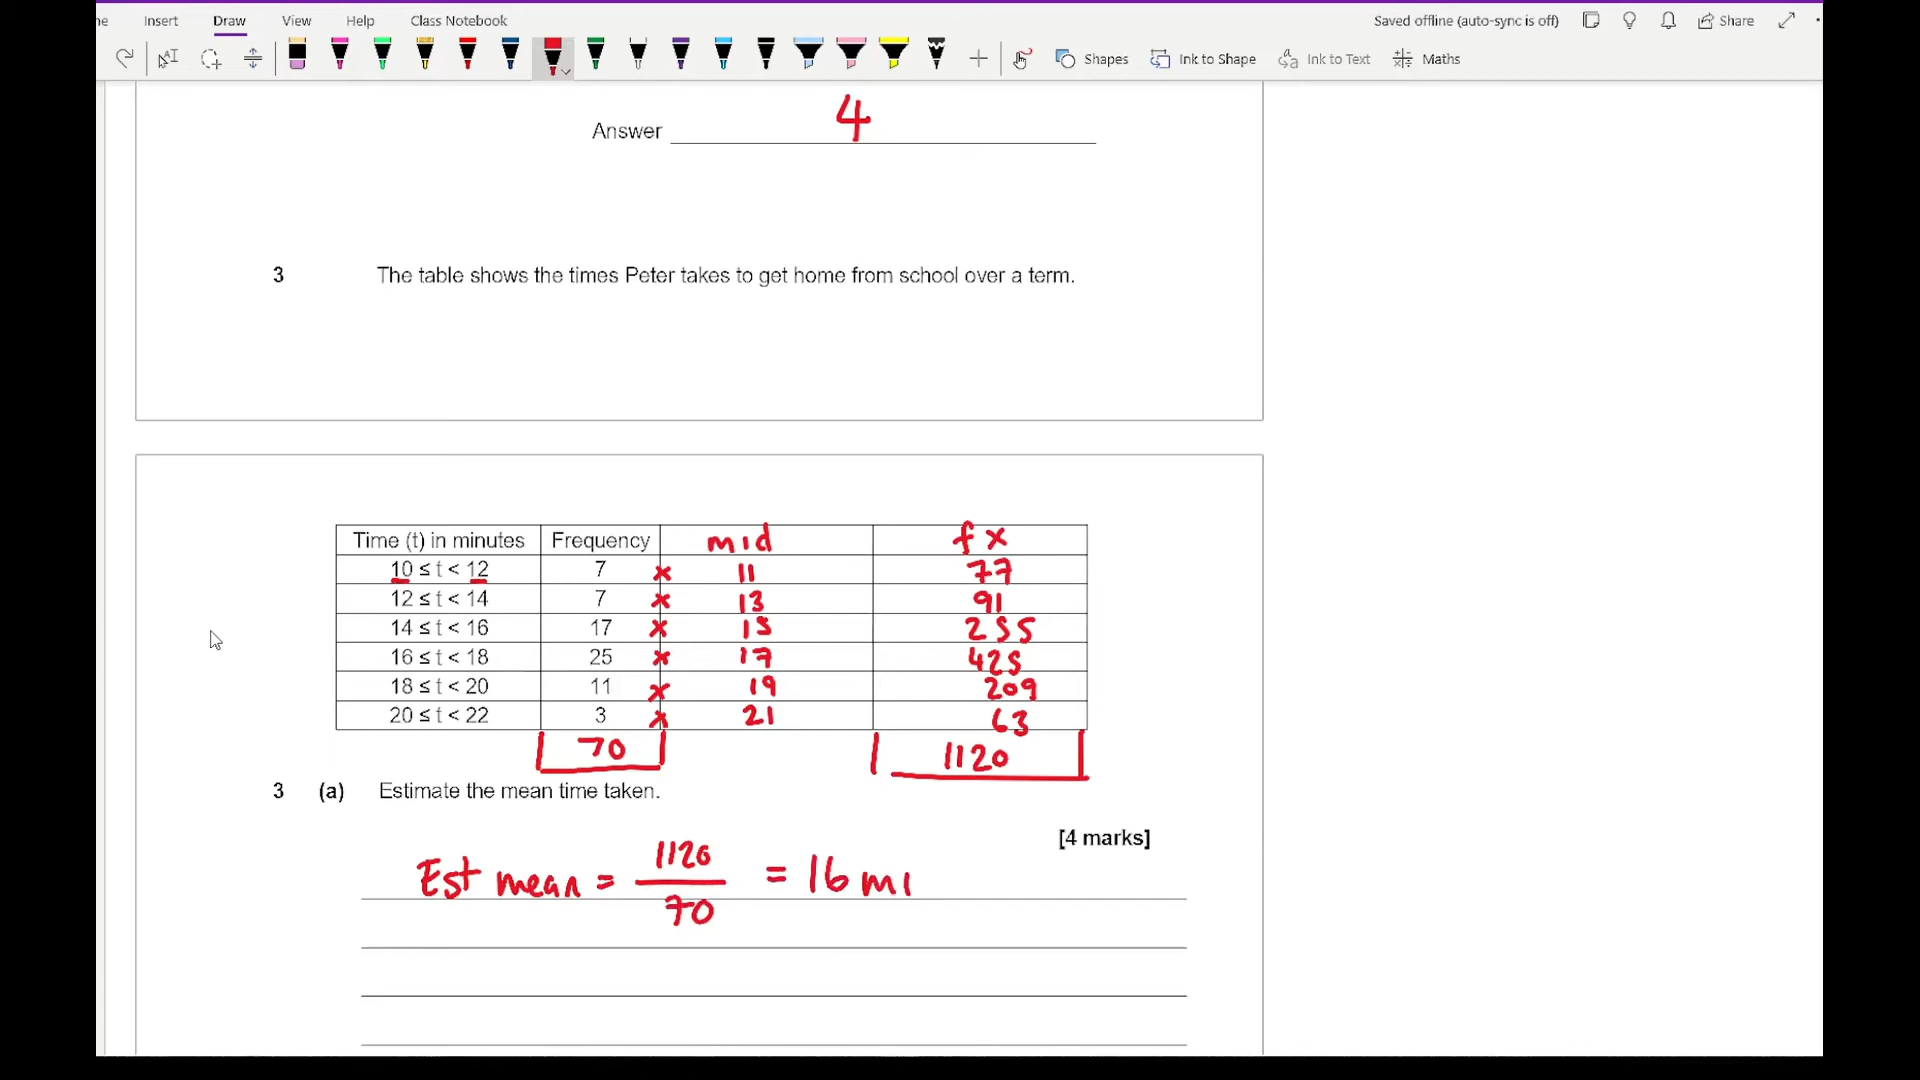 Insert Draw View Help Class Notebook Saved offline (auto-sync is off) Share
Shapes Ink to Shape Ink to Text Maths
Answer 4
3 The table shows the times Peter takes to get home from school over a term.
Time (t) in minutes Frequency mid fx
10 ≤ t < 12 7 x 11 77
12 ≤ t < 14 7 x 13 91
14 ≤ t < 16 17 x 15 255
16 ≤ t < 18 25 x 17 425
18 ≤ t < 20 11 x 19 209
20 ≤ t < 22 3 x 21 63
70 1120
3 (a) Estimate the mean time taken.
[4 marks]
Est mean = 1120 / 70 = 16 mi